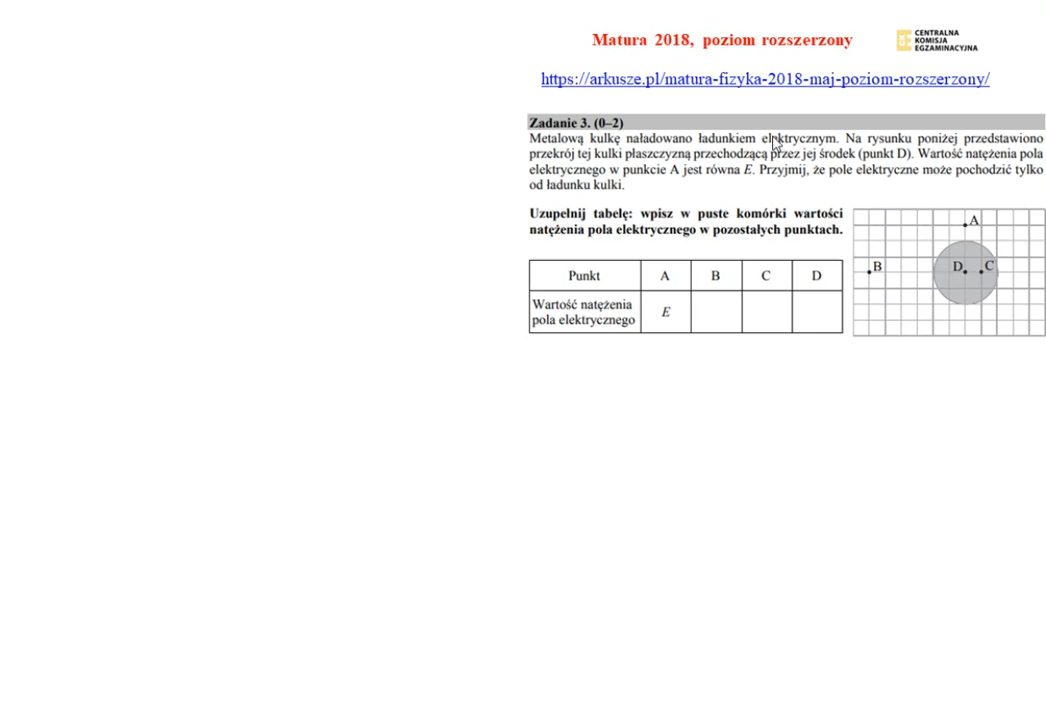 Matura 2018, poziom rozszerzony
CENTRALNA
KOMISJA
EGZAMINACYJNA
https://arkusze.pl/matura-fizyka-2018-maj-poziom-rozszerzony/
Zadanie 3. (0–2)
Metalową kulkę naładowano ładunkiem elektrycznym. Na rysunku poniżej przedstawiono
przekrój tej kulki płaszczyzną przechodzącą przez jej środek (punkt D). Wartość natężenia pola
elektrycznego w punkcie A jest równa E. Przyjmij, że pole elektryczne może pochodzić tylko
od ładunku kulki.
Uzupełnij tabelę: wpisz w puste komórki wartości
natężenia pola elektrycznego w pozostałych punktach.
Punkt A B C D
Wartość natężenia
pola elektrycznego E
A
B D C